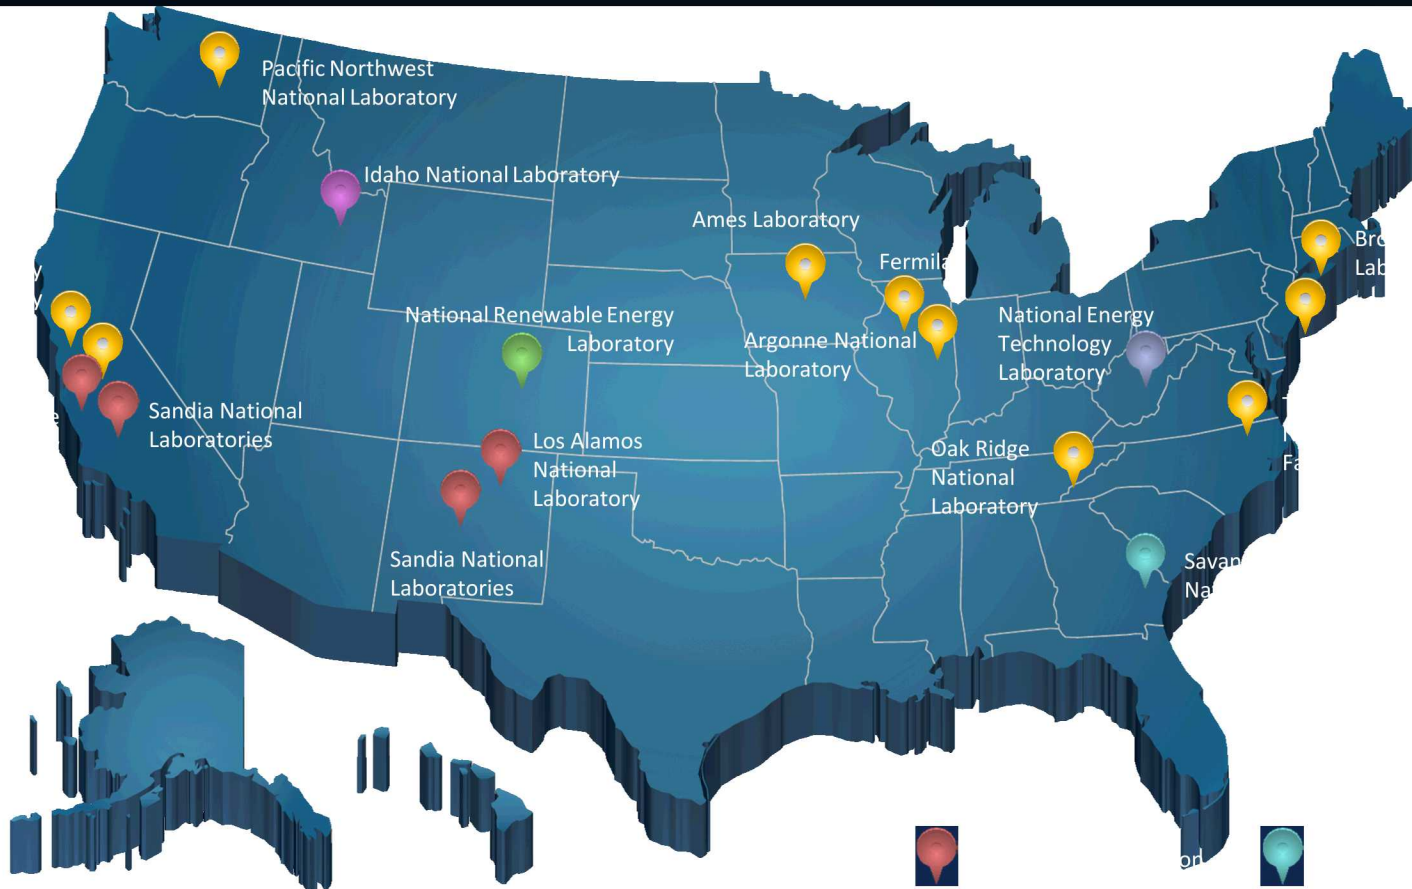 Pacific Northwest
National Laboratory
Idaho National Laboratory
Ames Laboratory
National Renewable Energy
Laboratory
Argonne National
Laboratory
National Energy
Technology
Laboratory
Sandia National
Laboratories
Los Alamos
National
Laboratory
Oak Ridge
National
Laboratory
Sandia National
Laboratories